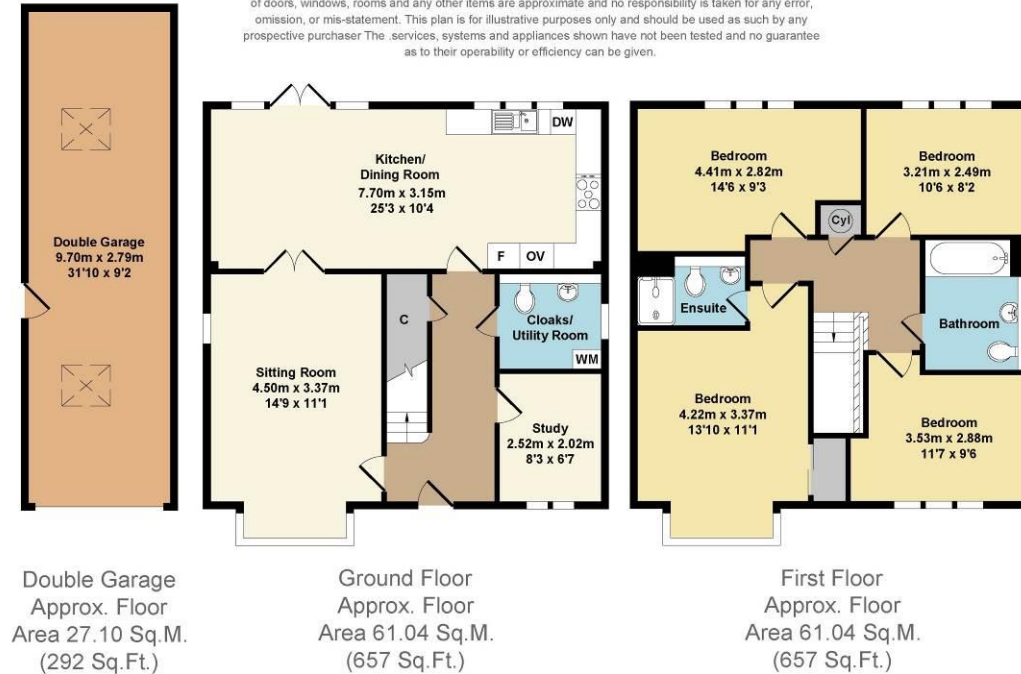 of doors, windows, rooms and any other items are approximate and no responsibility is taken for any error,
omission, or mis-statement. This plan is for illustrative purposes only and should be used as such by any
prospective purchaser The .services, systems and appliances shown have not been tested and no guarantee
as to their operability or efficiency can be given.
Double Garage
9.70m x 2.79m
31'10 x 9'2
Kitchen/
Dining Room
7.70m x 3.15m
25'3 x 10'4
DW
F
OV
C
Cloaks/
Utility Room
WM
Sitting Room
4.50m x 3.37m
14'9 x 11'1
Study
2.52m x 2.02m
8'3 x 6'7
Bedroom
4.41m x 2.82m
14'6 x 9'3
Bedroom
3.21m x 2.49m
10'6 x 8'2
Cyl
Ensuite
Bathroom
Bedroom
4.22m x 3.37m
13'10 x 11'1
Bedroom
3.53m x 2.88m
11'7 x 9'6
Double Garage
Approx. Floor
Area 27.10 Sq.M.
(292 Sq.Ft.)
Ground Floor
Approx. Floor
Area 61.04 Sq.M.
(657 Sq.Ft.)
First Floor
Approx. Floor
Area 61.04 Sq.M.
(657 Sq.Ft.)